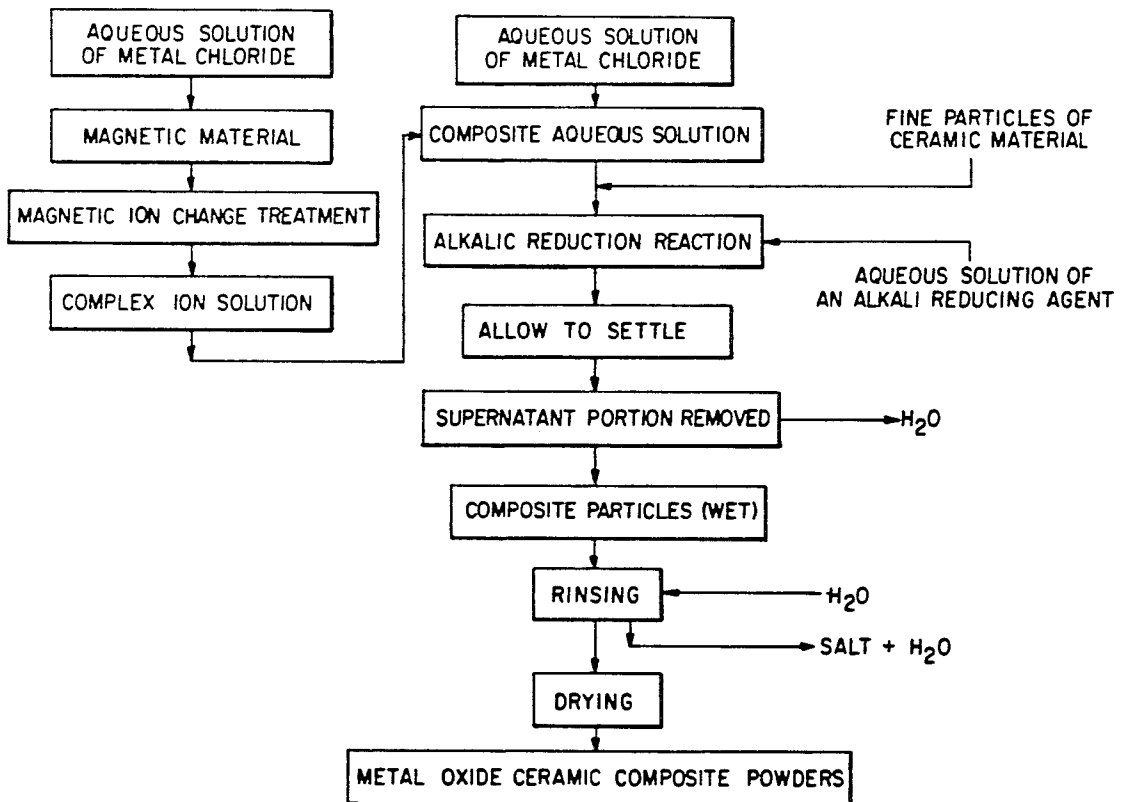 AQUEOUS SOLUTION
OF METAL CHLORIDE
MAGNETIC MATERIAL
MAGNETIC ION CHANGE TREATMENT
COMPLEX ION SOLUTION
AQUEOUS SOLUTION
OF METAL CHLORIDE
COMPOSITE AQUEOUS SOLUTION
FINE PARTICLES OF
CERAMIC MATERIAL
ALKALIC REDUCTION REACTION
AQUEOUS SOLUTION OF
AN ALKALI REDUCING AGENT
ALLOW TO SETTLE
SUPERNATANT PORTION REMOVED
H2O
COMPOSITE PARTICLES (WET)
RINSING
H2O
SALT + H2O
DRYING
METAL OXIDE CERAMIC COMPOSITE POWDERS